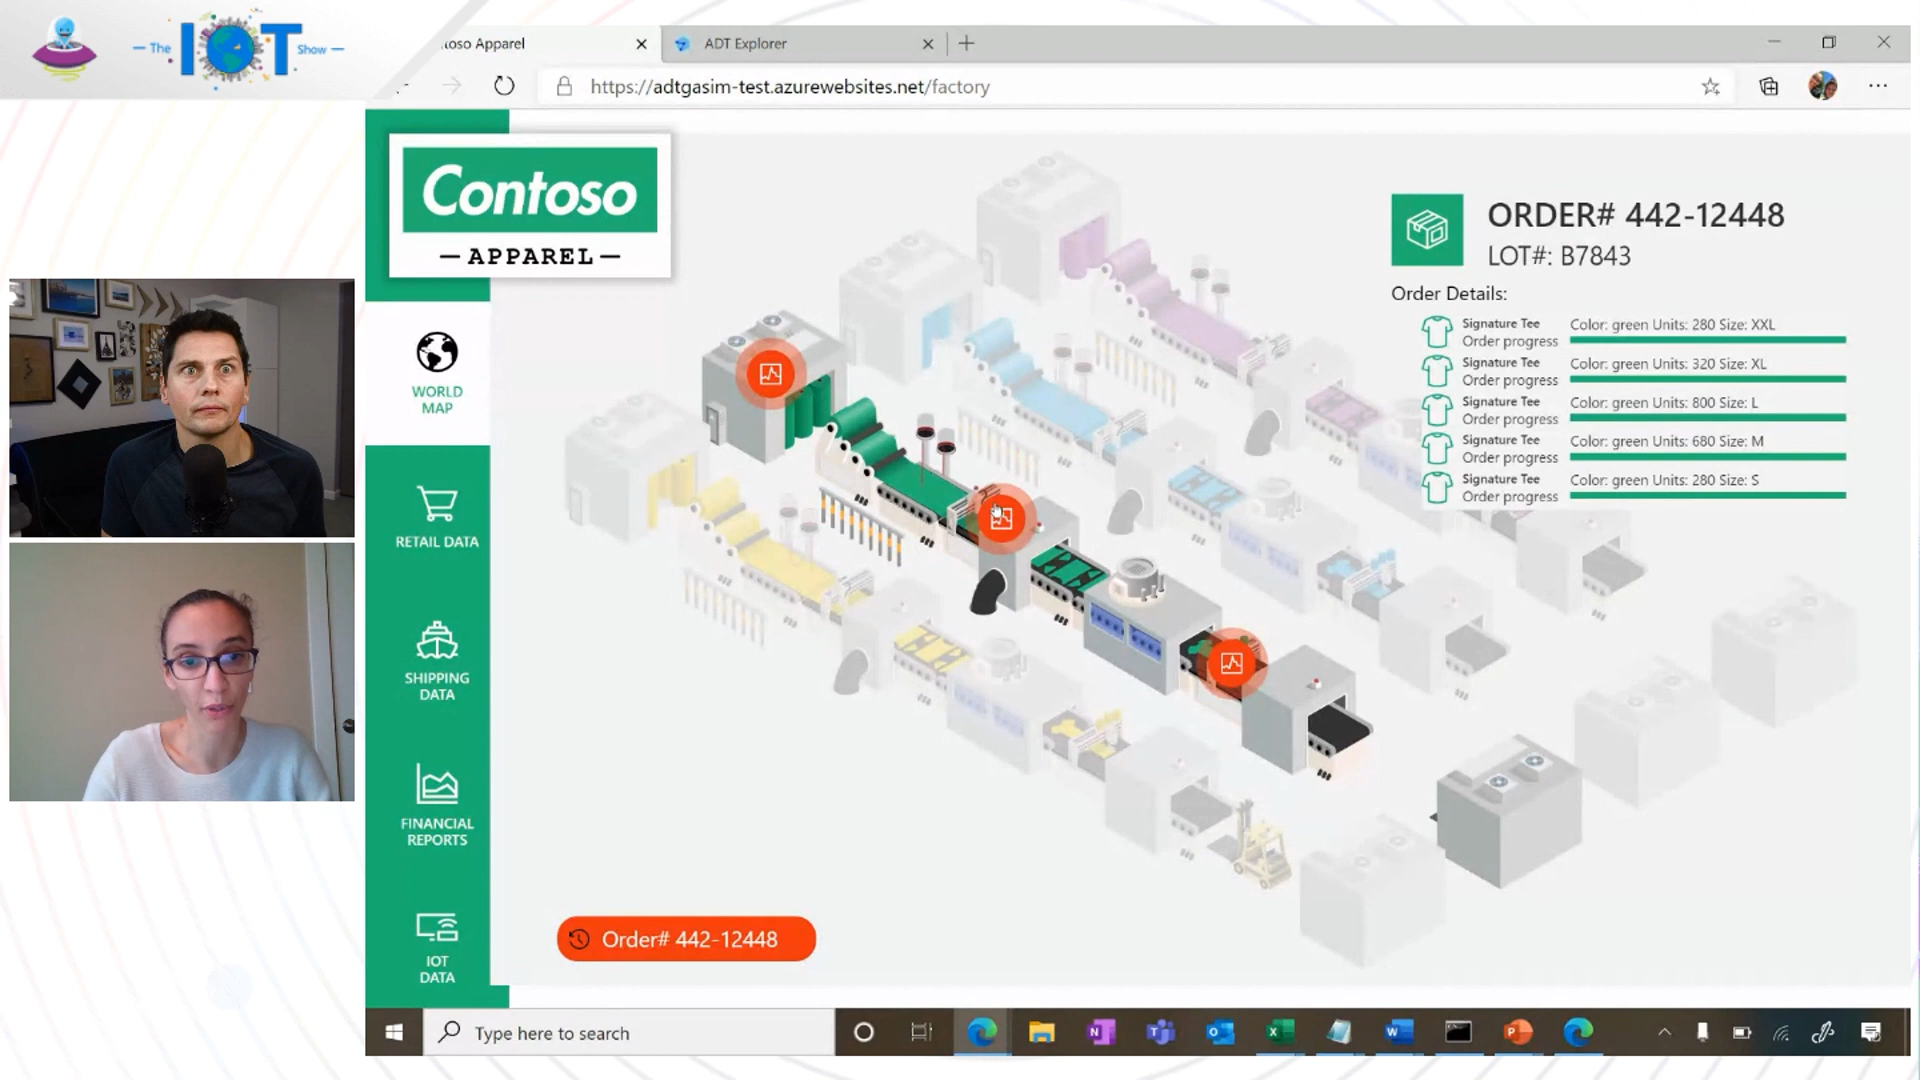 The IOT Show
toso Apparel
ADT Explorer
https://adtgasim-test.azurewebsites.net/factory
Contoso
APPAREL
WORLD
MAP
RETAIL DATA
SHIPPING
DATA
FINANCIAL
REPORTS
IOT
DATA
ORDER# 442-12448
LOT#: B7843
Order Details:
Signature Tee Color: green Units: 280 Size: XXL
Order progress
Signature Tee Color: green Units: 320 Size: XL
Order progress
Signature Tee Color: green Units: 800 Size: L
Order progress
Signature Tee Color: green Units: 680 Size: M
Order progress
Signature Tee Color: green Units: 280 Size: S
Order progress
Order# 442-12448
Type here to search